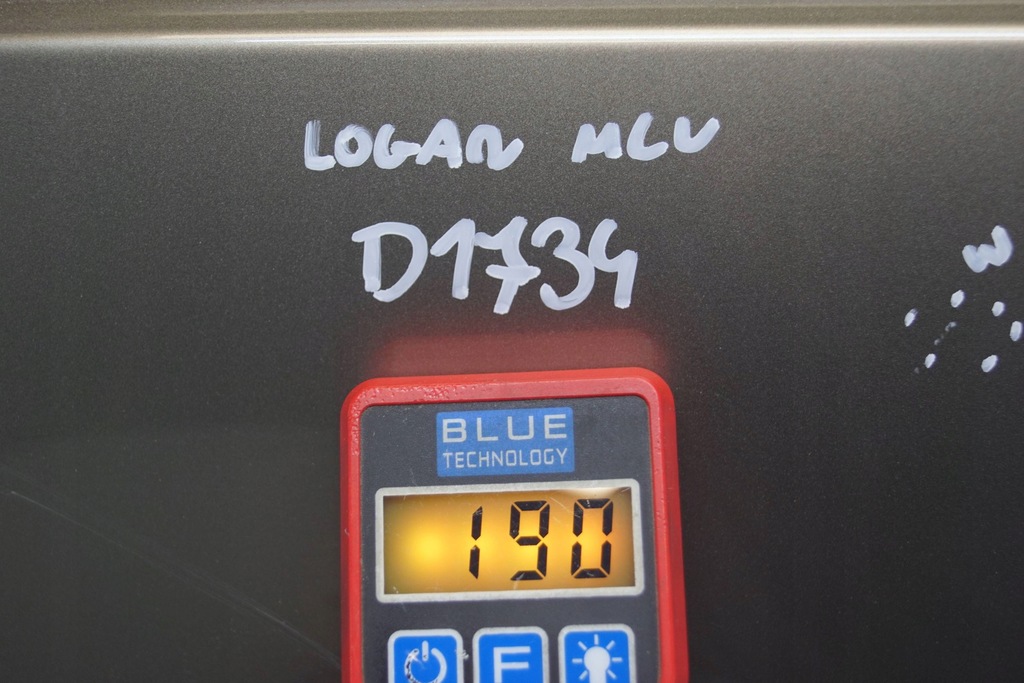 LOGAN MCV
D1734
W
BLUE
TECHNOLOGY
190
F